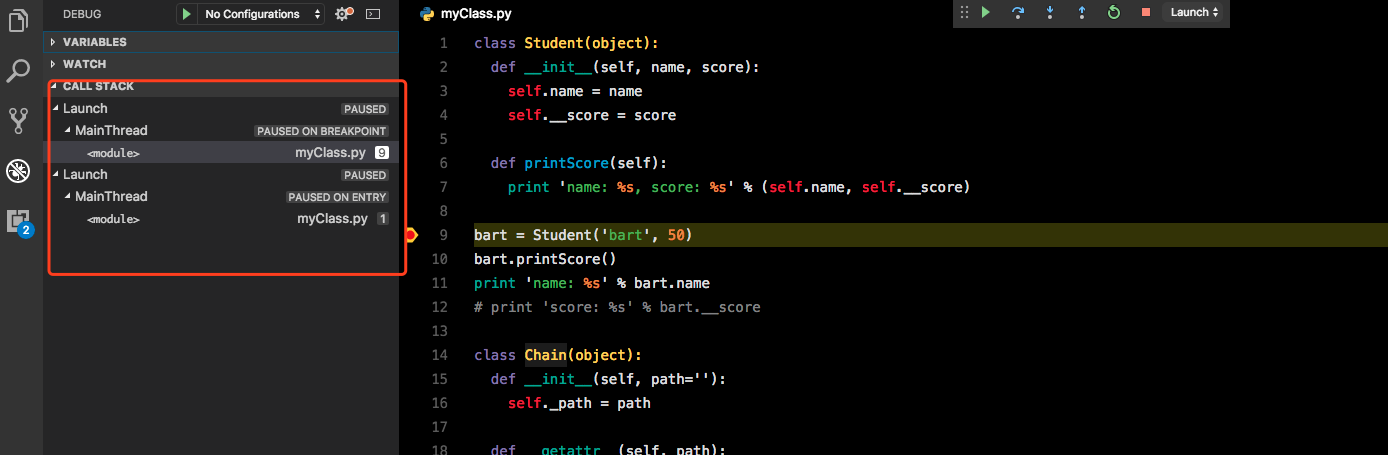 DEBUG No Configurations
VARIABLES
WATCH
CALL STACK
Launch PAUSED
MainThread PAUSED ON BREAKPOINT
<module> myClass.py 9
Launch PAUSED
MainThread PAUSED ON ENTRY
<module> myClass.py 1
2
myClass.py
Launch
1 class Student(object):
2 def __init__(self, name, score):
3 self.name = name
4 self.__score = score
5
6 def printScore(self):
7 print 'name: %s, score: %s' % (self.name, self.__score)
8
9 bart = Student('bart', 50)
10 bart.printScore()
11 print 'name: %s' % bart.name
12 # print 'score: %s' % bart.__score
13
14 class Chain(object):
15 def __init__(self, path=''):
16 self._path = path
17
18 def __getattr__(self, path):